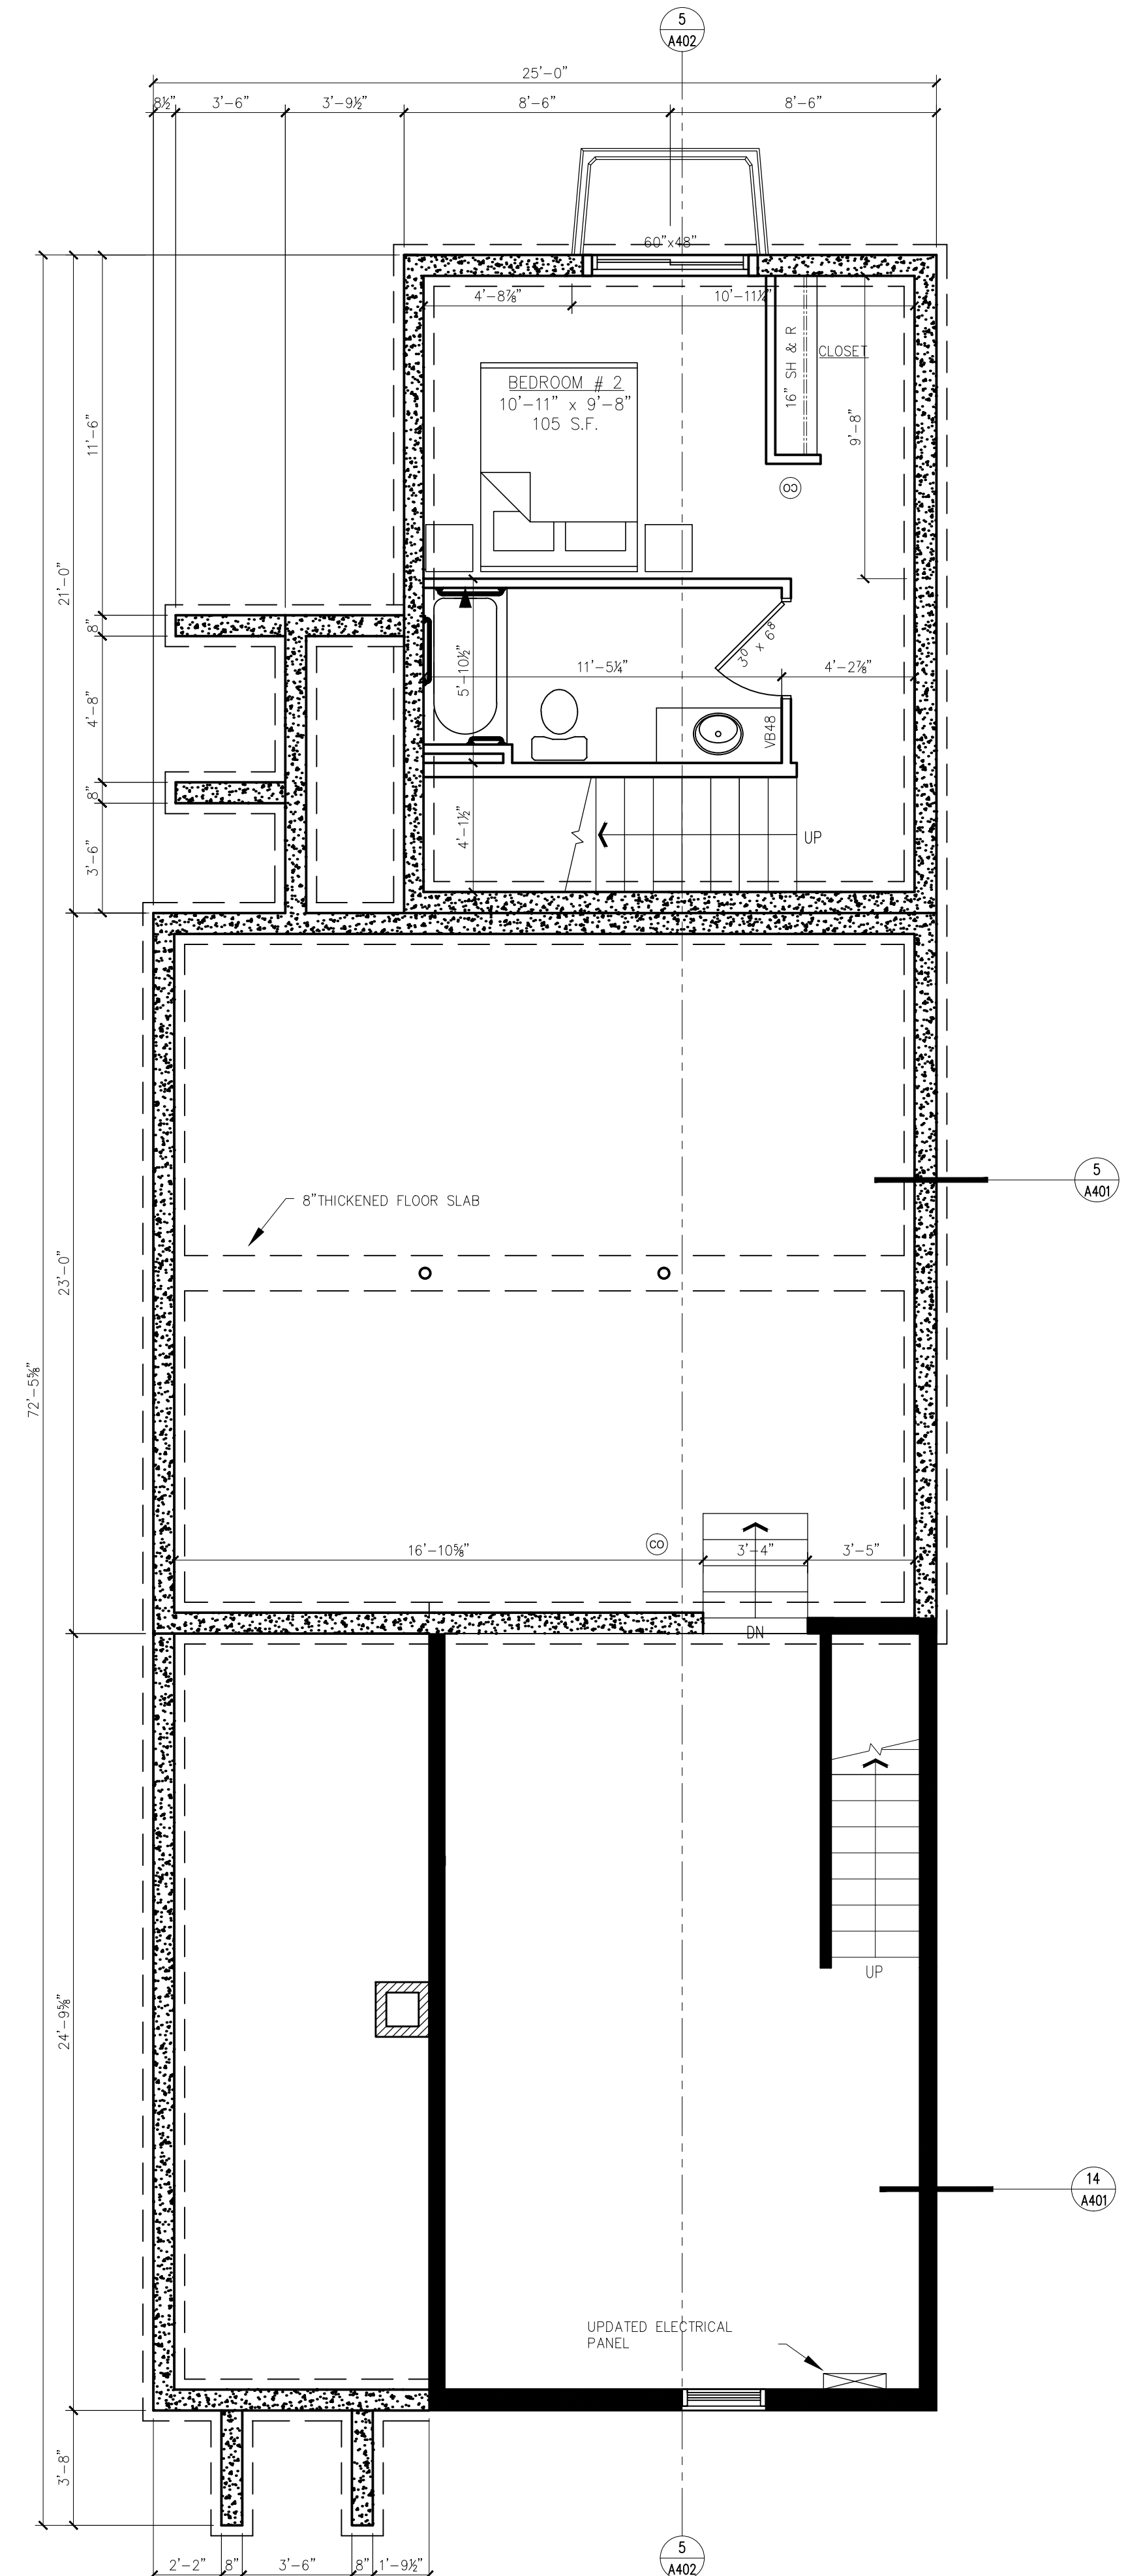 5
A402
25'-0"
8½"
3'-6"
3'-9½"
8'-6"
8'-6"
60"x48"
4'-8⅞"
10'-11¼"
16" SH & R
CLOSET
BEDROOM # 2
10'-11" x 9'-8"
105 S.F.
9'-8"
11'-6"
CO
21'-0"
8"
4'-8"
8"
3'-6"
5'-10½"
11'-5¼"
3⁰ x 6⁸
4'-2⅞"
VB48
4'-1½"
UP
5
A401
8"THICKENED FLOOR SLAB
23'-0"
72'-5⅝"
16'-10⅝"
CO
3'-4"
3'-5"
DN
UP
24'-9⅝"
14
A401
UPDATED ELECTRICAL
PANEL
3'-8"
2'-2"
8"
3'-6"
8"
1'-9½"
5
A402